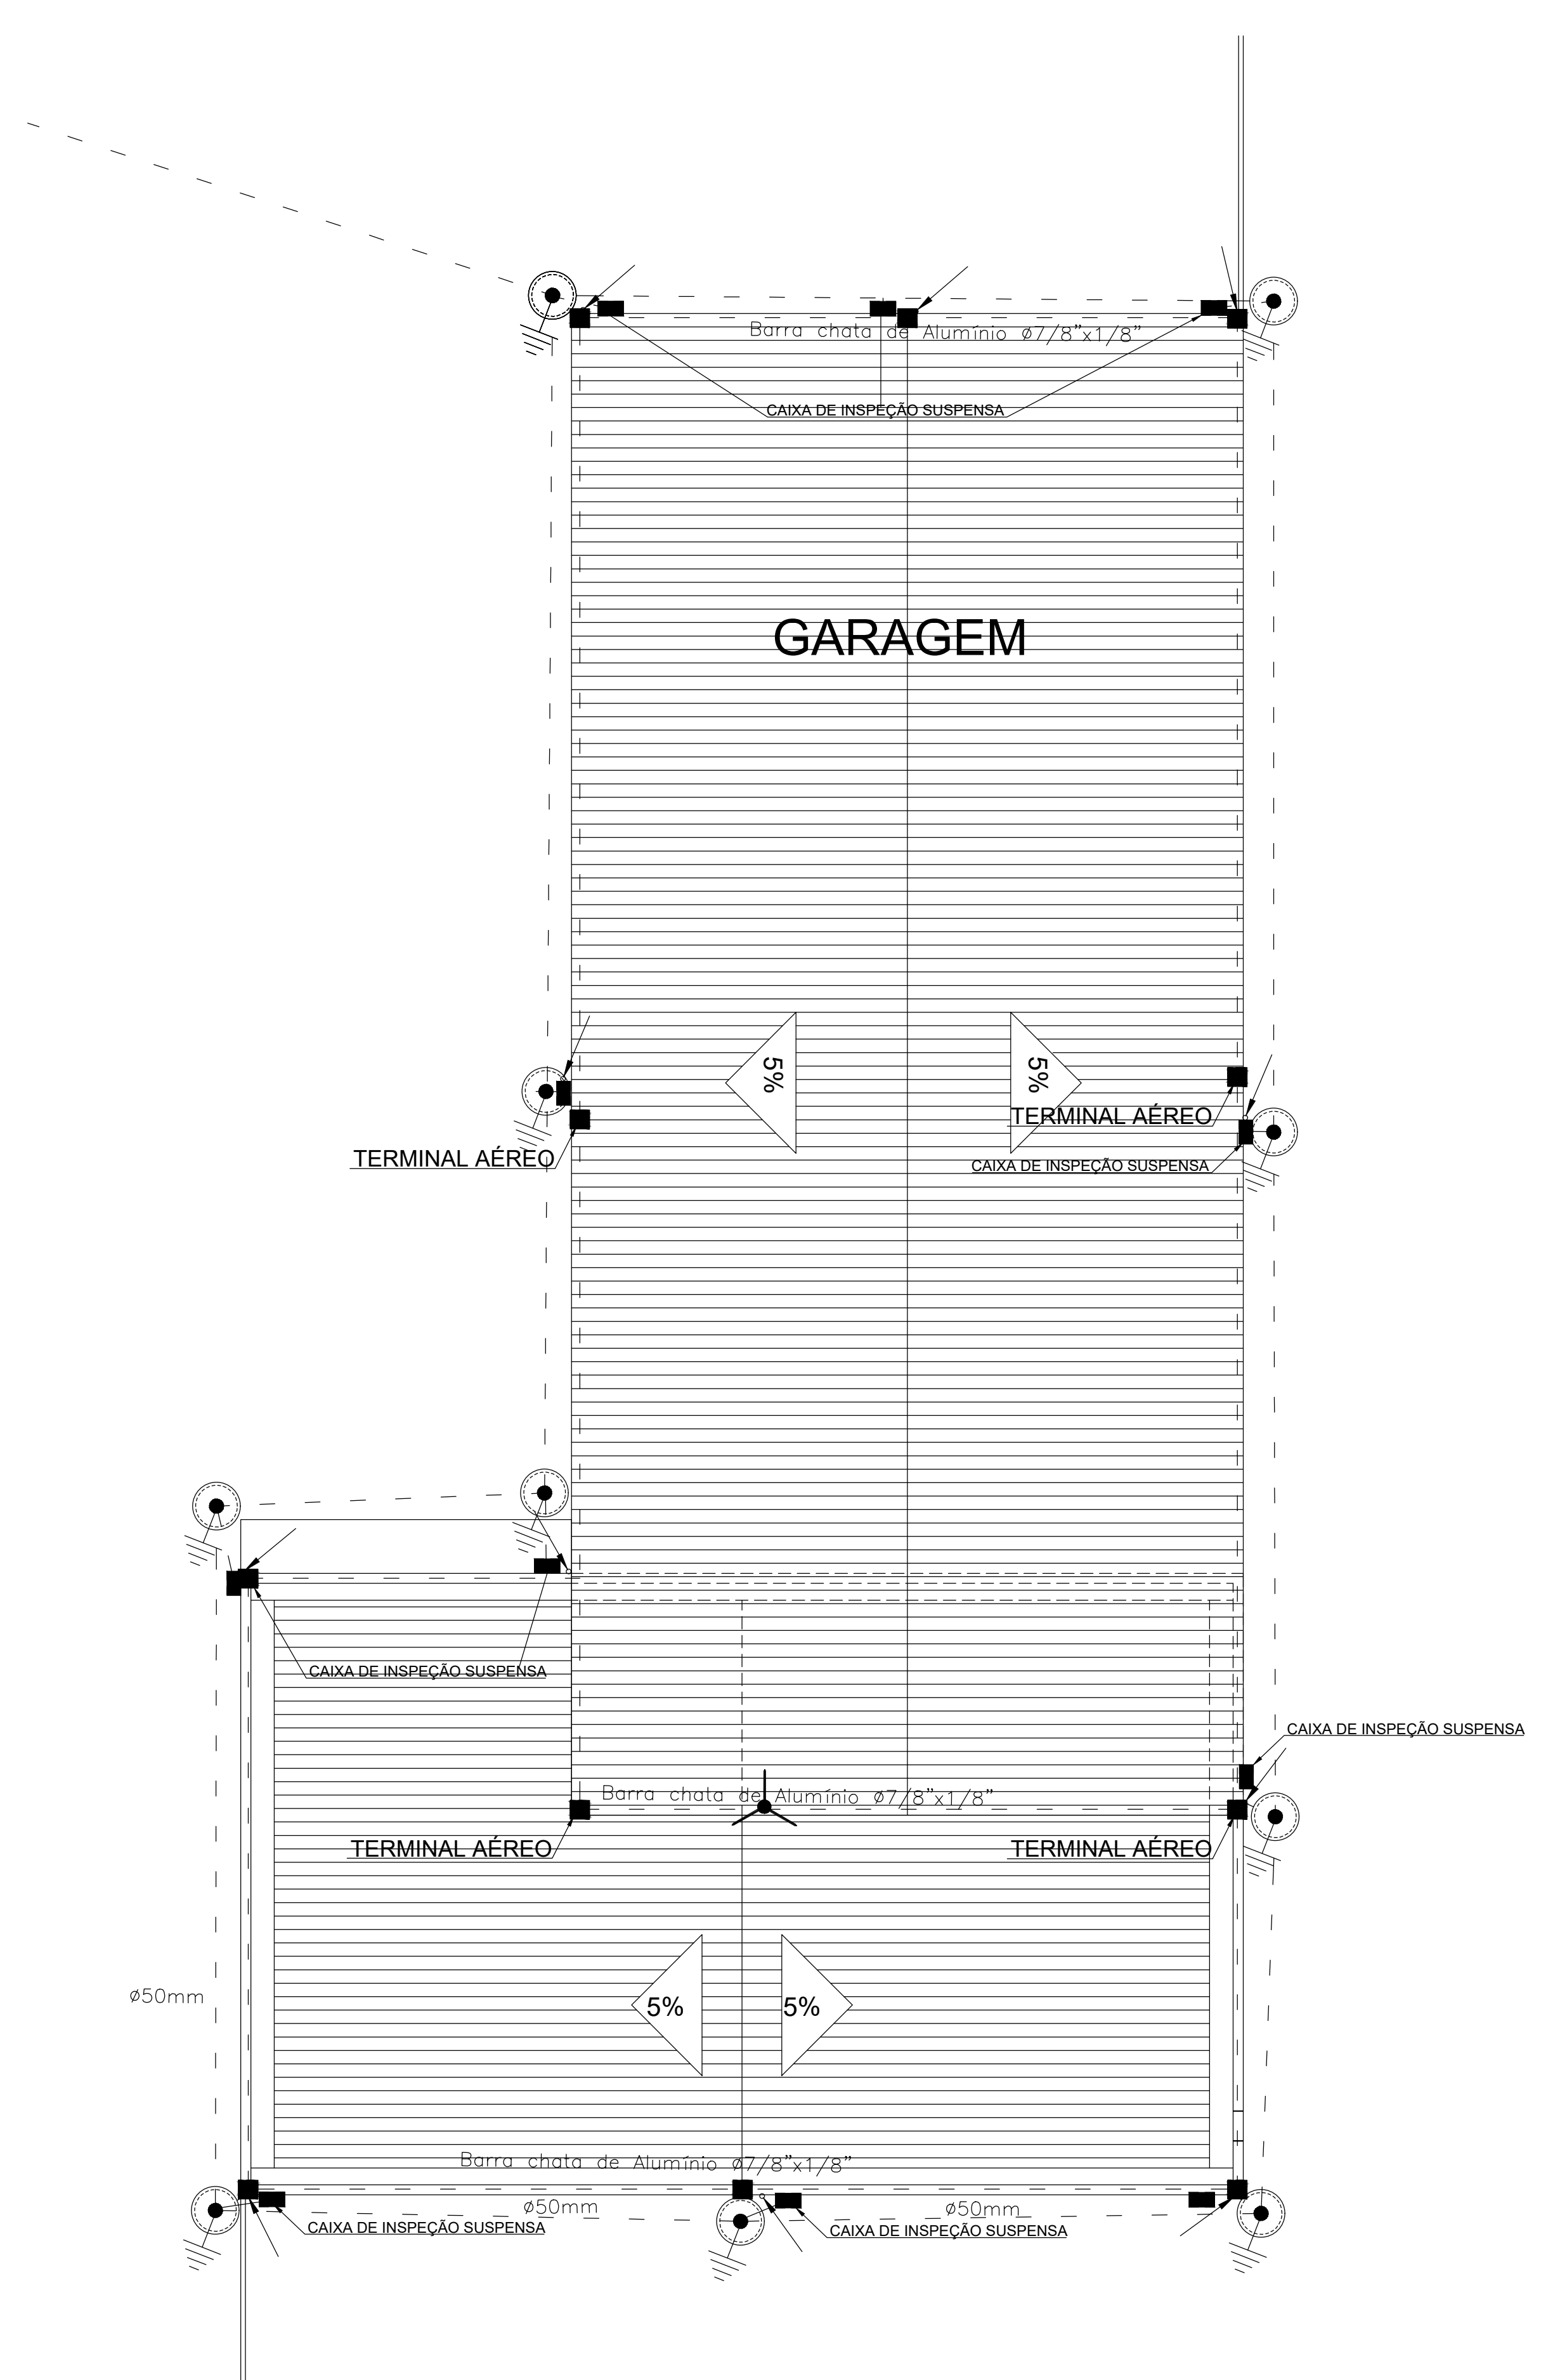 Barra chata de Alumínio ø7/8"x1/8"
CAIXA DE INSPEÇÃO SUSPENSA
GARAGEM
5%
5%
TERMINAL AÉREO
TERMINAL AÉREO
CAIXA DE INSPEÇÃO SUSPENSA
CAIXA DE INSPEÇÃO SUSPENSA
CAIXA DE INSPEÇÃO SUSPENSA
Barra chata de Alumínio ø7/8"x1/8"
TERMINAL AÉREO
TERMINAL AÉREO
ø50mm
5%
5%
Barra chata de Alumínio ø7/8"x1/8"
ø50mm
ø50mm
CAIXA DE INSPEÇÃO SUSPENSA
CAIXA DE INSPEÇÃO SUSPENSA